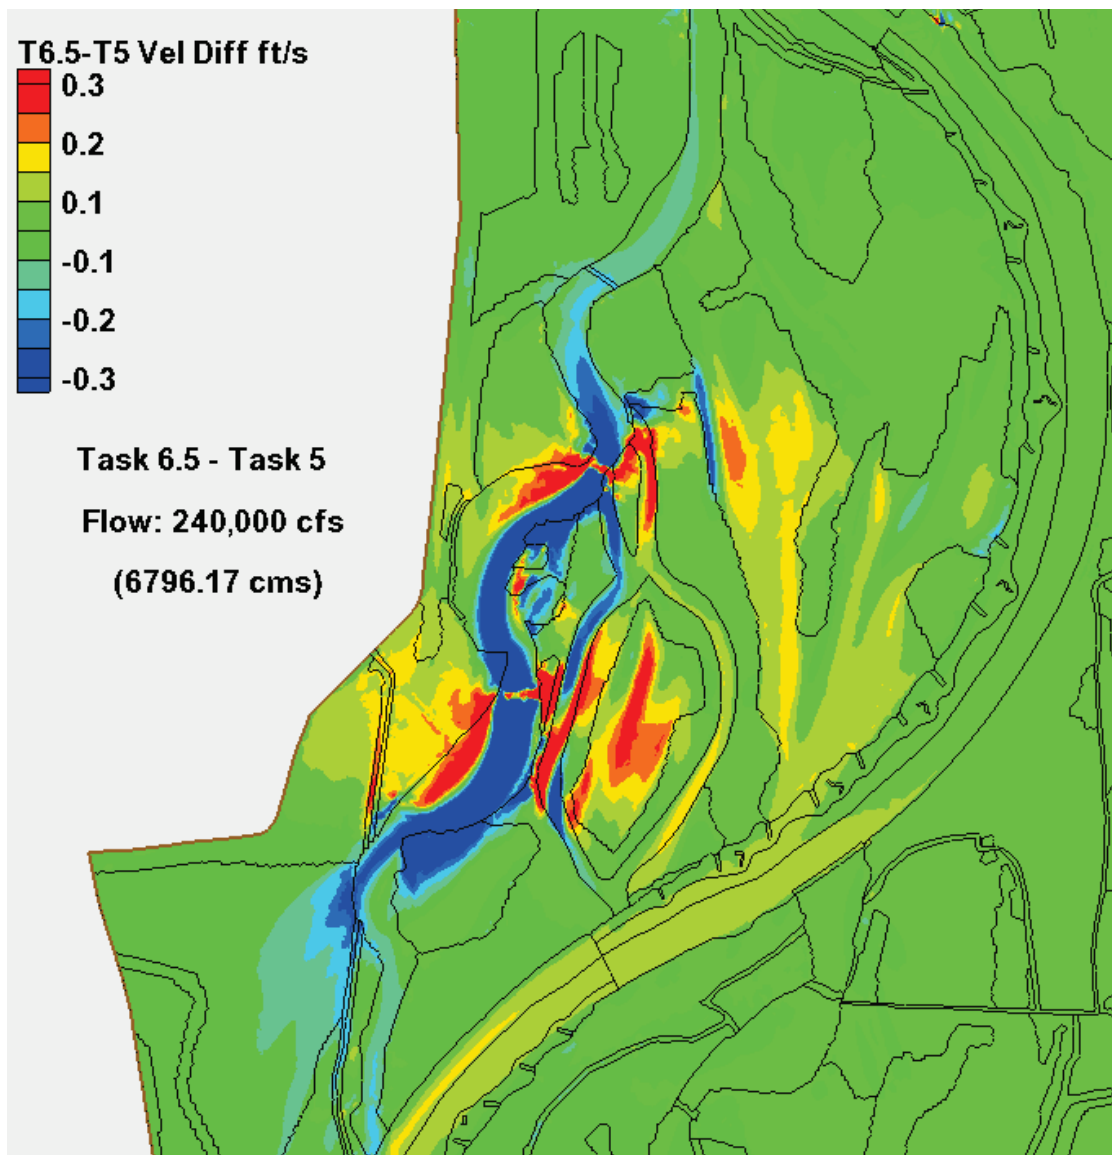 T6.5-T5 Vel Diff ft/s
0.3
0.2
0.1
-0.1
-0.2
-0.3
Task 6.5 - Task 5
Flow: 240,000 cfs
(6796.17 cms)